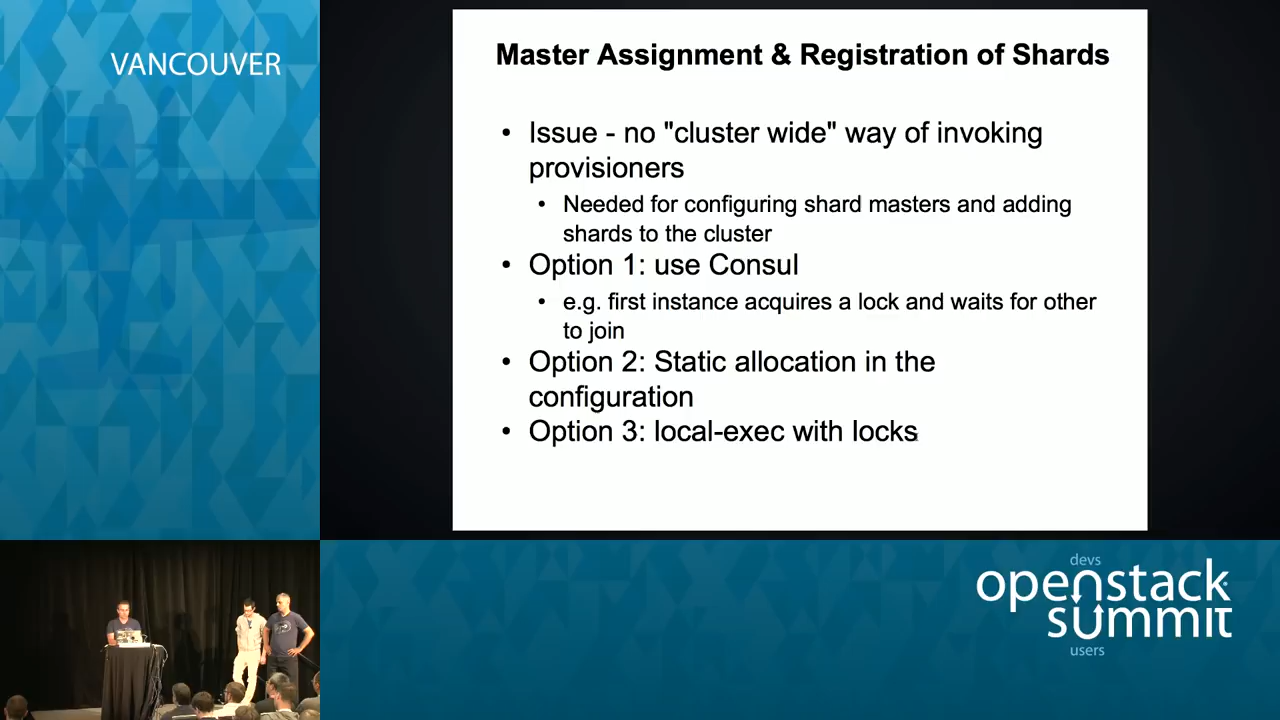 VANCOUVER
Master Assignment & Registration of Shards
• Issue - no "cluster wide" way of invoking
provisioners
• Needed for configuring shard masters and adding
shards to the cluster
• Option 1: use Consul
• e.g. first instance acquires a lock and waits for other
to join
• Option 2: Static allocation in the
configuration
• Option 3: local-exec with locks
devs
openstack
summit
users